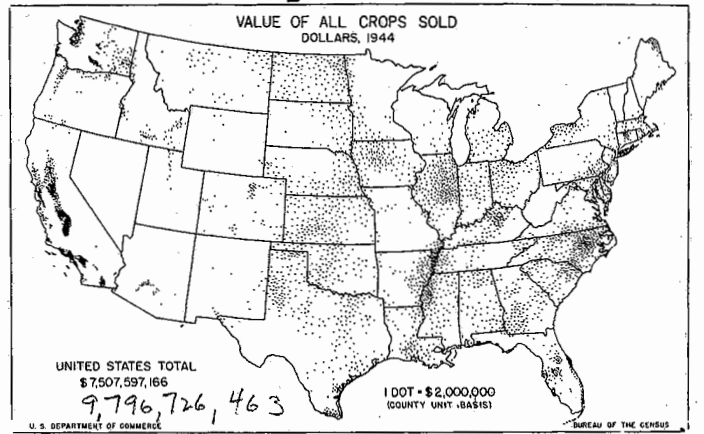 VALUE OF ALL CROPS SOLD
DOLLARS, 1944
UNITED STATES TOTAL
$7,507,597,166
9,796,726,463
1 DOT = $2,000,000
(COUNTY UNIT BASIS)
U. S. DEPARTMENT OF COMMERCE
BUREAU OF THE CENSUS